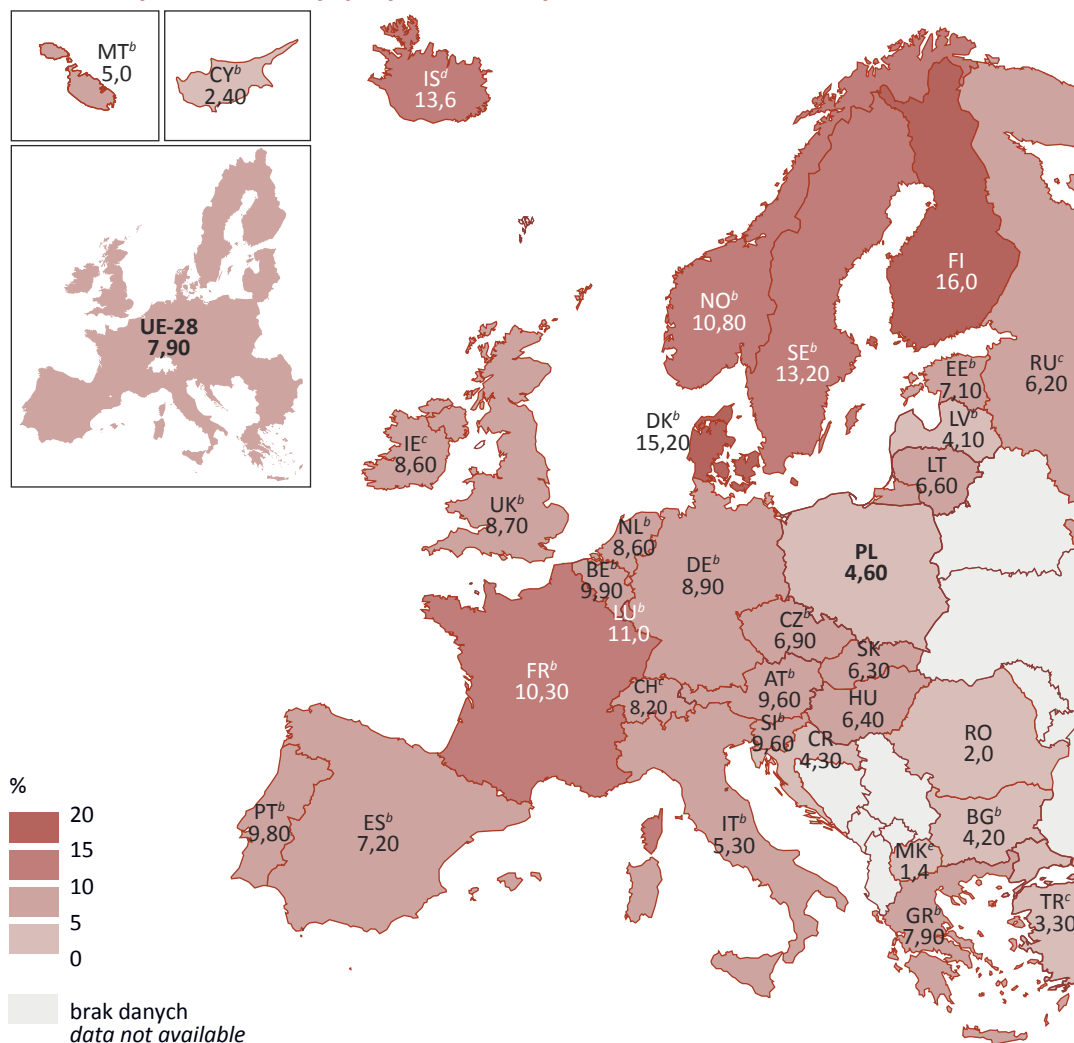 MTᵇ
5,0
CYᵇ
2,40
ISᵈ
13,6
UE-28
7,90
FI
16,0
NOᵇ
10,80
SEᵇ
13,20
RUᶜ
6,20
EEᵇ
7,10
LVᵇ
4,10
LT
6,60
DKᵇ
15,20
IEᶜ
8,60
UKᵇ
8,70
NLᵇ
8,60
BEᵇ
9,90
LUᵇ
11,0
DEᵇ
8,90
PL
4,60
CZᵇ
6,90
SK
6,30
FRᵇ
10,30
CHᶜ
8,20
ATᵇ
9,60
HU
6,40
SIᵇ
9,60
CR
4,30
RO
2,0
PTᵇ
9,80
ESᵇ
7,20
ITᵇ
5,30
BGᵇ
4,20
MKᵉ
1,4
GRᵇ
7,90
TRᶜ
3,30
%
20
15
10
5
0
brak danych
data not available